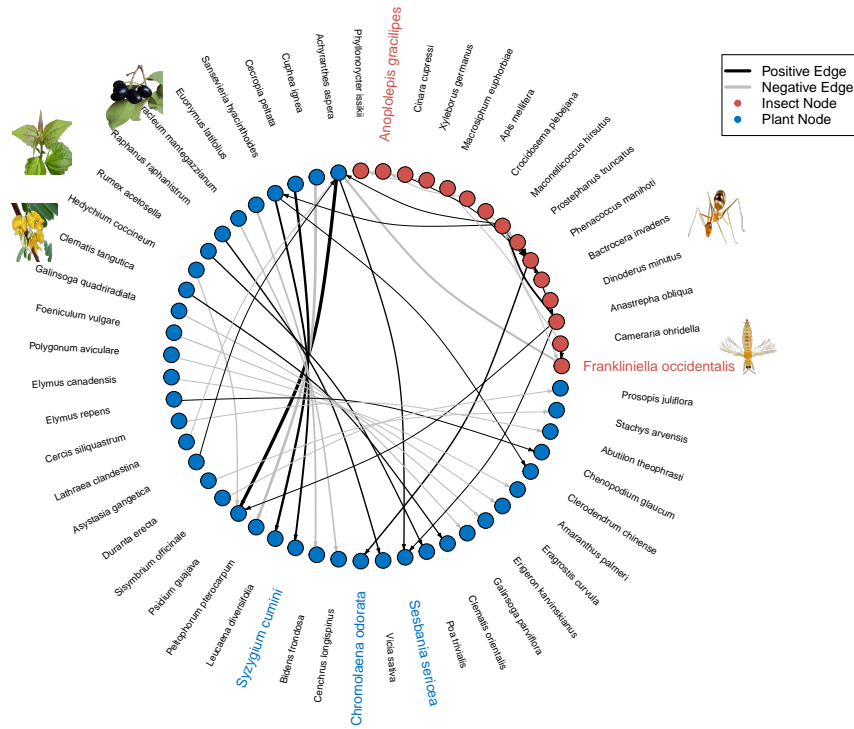 Positive Edge
Negative Edge
Insect Node
Plant Node
Phyllonorycter issikii
Anoplolepis gracilipes
Cinara cupressi
Xyleborus germanus
Macrosiphum euphorbiae
Apis mellifera
Crocidosema plebejana
Maconellicoccus hirsutus
Prostephanus truncatus
Phenacoccus manihoti
Bactrocera invadens
Dinoderus minutus
Anastrepha obliqua
Cameraria ohridella
Frankliniella occidentalis
Prosopis juliflora
Stachys arvensis
Abutilon theophrasti
Chenopodium glaucum
Clerodendrum chinense
Amaranthus palmeri
Eragrostis curvula
Erigeron karvinskianus
Galinsoga parviflora
Clematis orientalis
Poa trivialis
Sesbania sericea
Vicia sativa
Chromolaena odorata
Cenchrus longispinus
Bidens frondosa
Syzygium cumini
Leucaena diversifolia
Peltophorum pterocarpum
Psidium guajava
Sisymbrium officinale
Duranta erecta
Asystasia gangetica
Lathraea clandestina
Cercis siliquastrum
Elymus repens
Elymus canadensis
Polygonum aviculare
Foeniculum vulgare
Galinsoga quadriradiata
Clematis tangutica
Hedychium coccineum
Rumex acetosella
Raphanus raphanistrum
racleum mantegazzianum
Euonymus latifolius
Sansevieria hyacinthoides
Cecropia peltata
Cuphea ignea
Achyranthes aspera